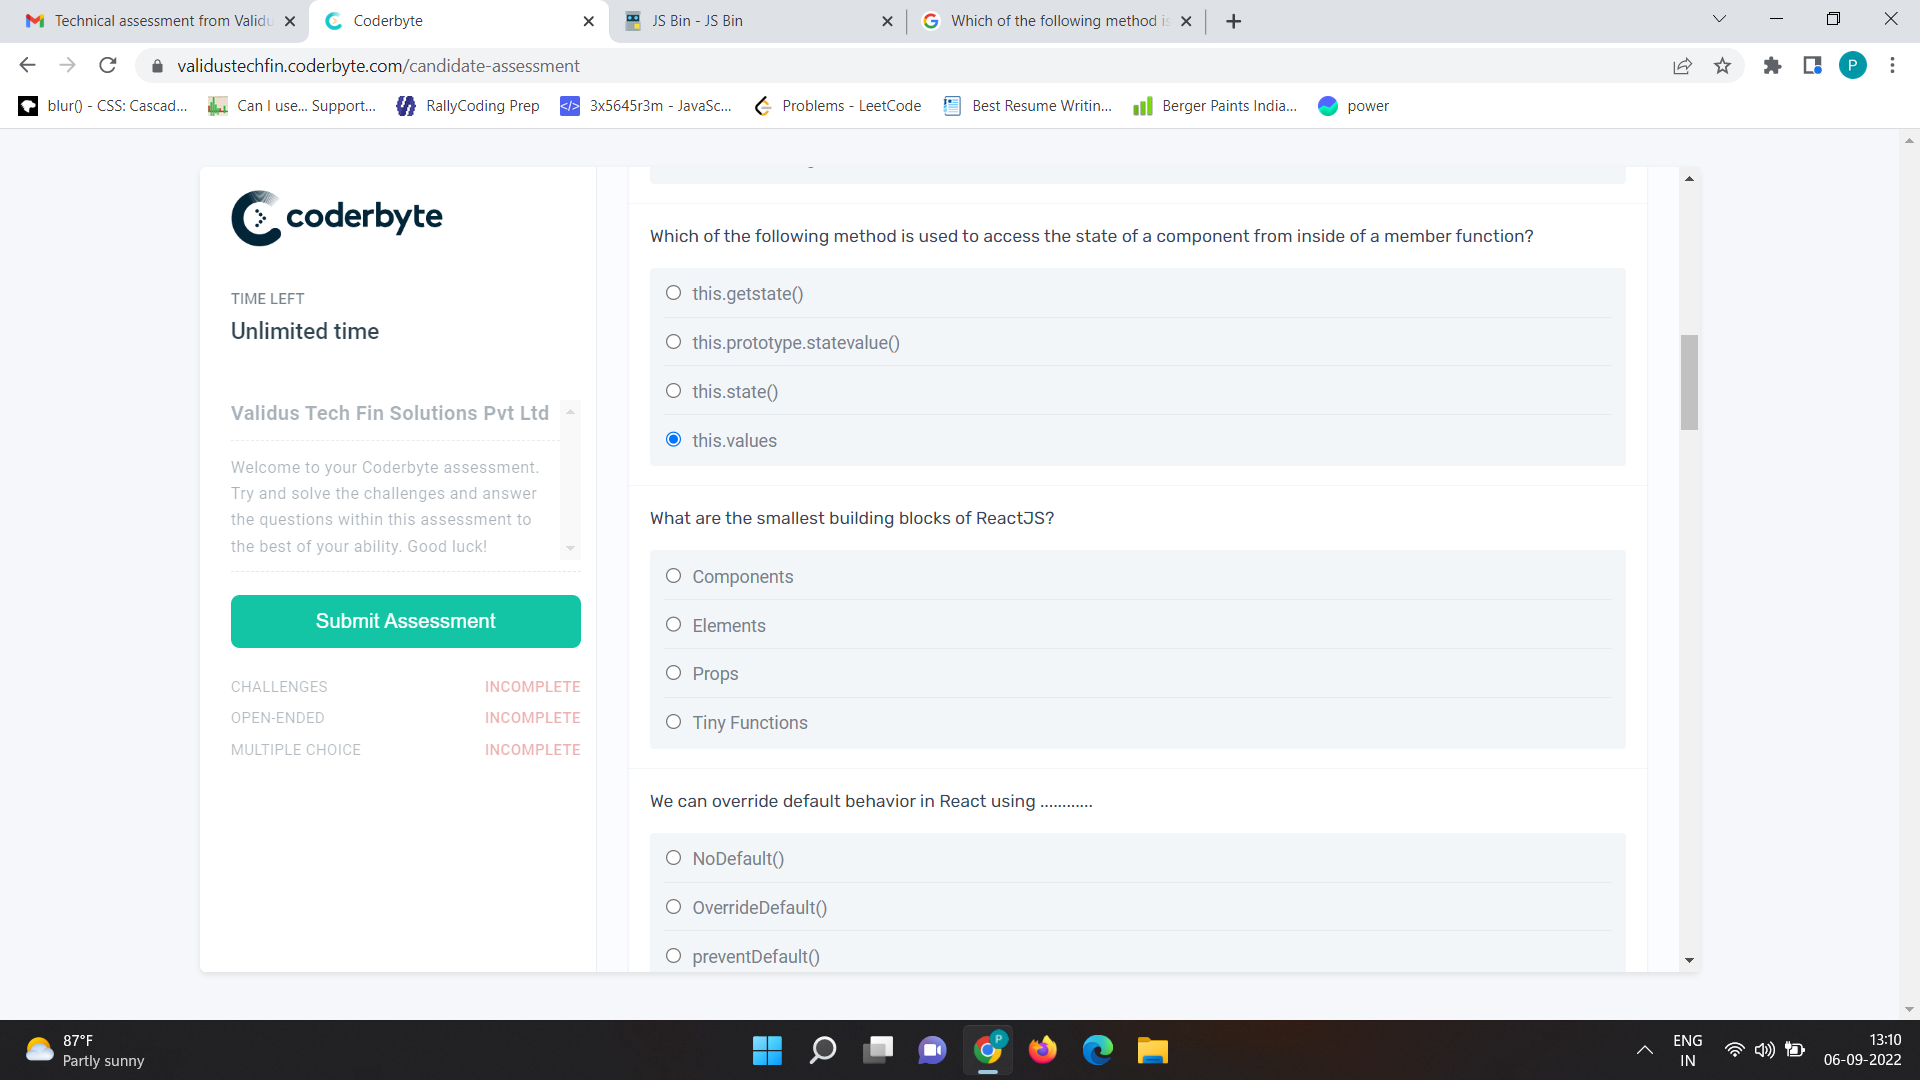 Technical assessment from Validu
Coderbyte
JS Bin - JS Bin
Which of the following method is
validustechfin.coderbyte.com/candidate-assessment
P
blur() - CSS: Cascad...
Can I use... Support...
RallyCoding Prep
3x5645r3m - JavaSc...
Problems - LeetCode
Best Resume Writin...
Berger Paints India...
power
coderbyte
TIME LEFT
Unlimited time
Validus Tech Fin Solutions Pvt Ltd
Welcome to your Coderbyte assessment.
Try and solve the challenges and answer
the questions within this assessment to
the best of your ability. Good luck!
Submit Assessment
CHALLENGES INCOMPLETE
OPEN-ENDED INCOMPLETE
MULTIPLE CHOICE INCOMPLETE
Which of the following method is used to access the state of a component from inside of a member function?
this.getstate()
this.prototype.statevalue()
this.state()
this.values
What are the smallest building blocks of ReactJS?
Components
Elements
Props
Tiny Functions
We can override default behavior in React using ............
NoDefault()
OverrideDefault()
preventDefault()
87°F
Partly sunny
P
ENG
IN
13:10
06-09-2022